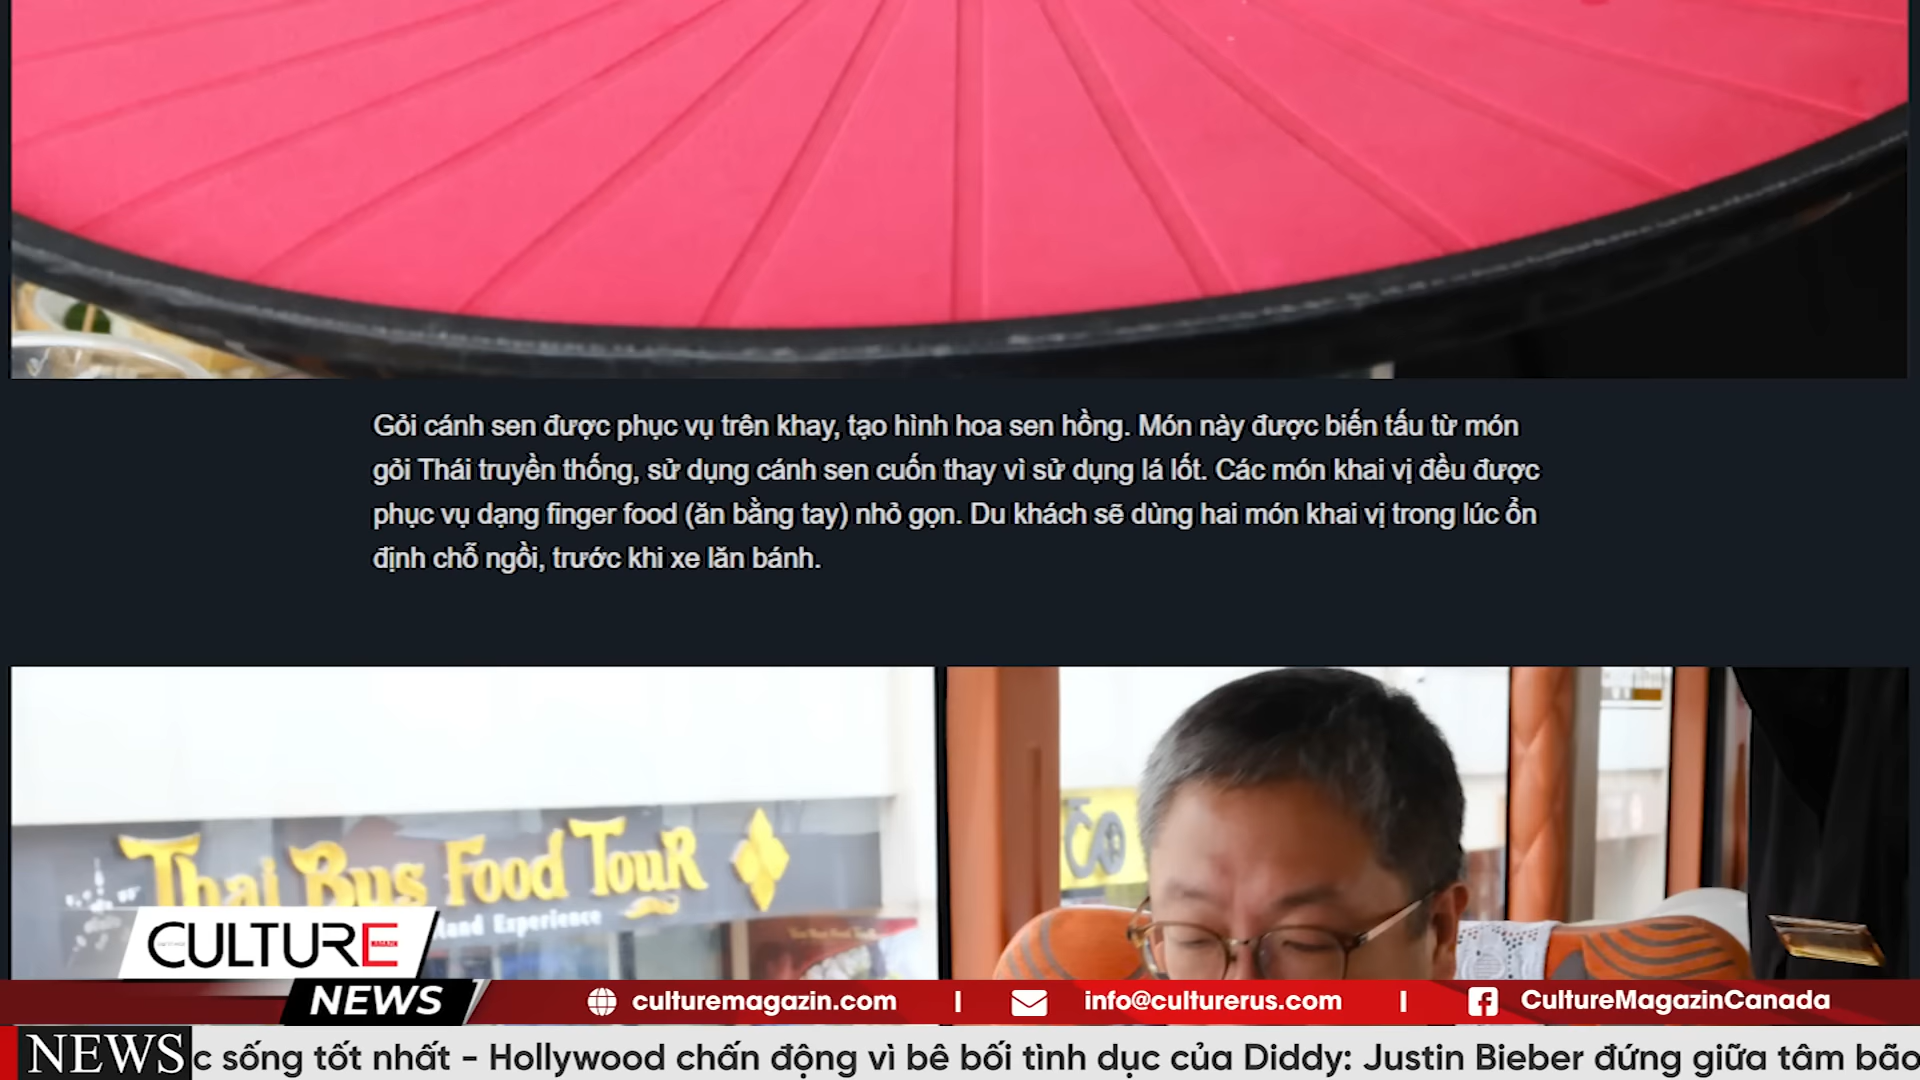 Gỏi cánh sen được phục vụ trên khay, tạo hình hoa sen hồng. Món này được biến tấu từ món
gỏi Thái truyền thống, sử dụng cánh sen cuốn thay vì sử dụng lá lốt. Các món khai vị đều được
phục vụ dạng finger food (ăn bằng tay) nhỏ gọn. Du khách sẽ dùng hai món khai vị trong lúc ổn
định chỗ ngồi, trước khi xe lăn bánh.
Thai Bus Food Tour
land Experience
CULTURE
NEWS
culturemagazin.com | info@culturerus.com | CultureMagazinCanada
NEWS c sống tốt nhất - Hollywood chấn động vì bê bối tình dục của Diddy: Justin Bieber đứng giữa tâm bão